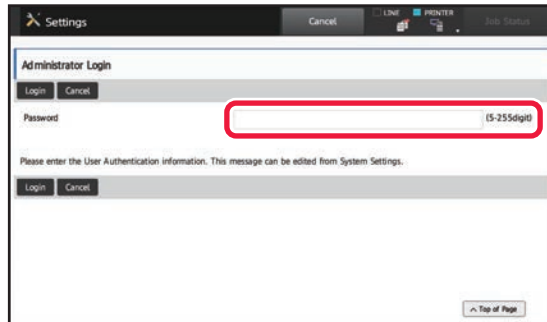 Settings Cancel LINE PRINTER Job Status
Administrator Login
Login Cancel
Password (5-255digit)
Please enter the User Authentication information. This message can be edited from System Settings.
Login Cancel
Top of Page